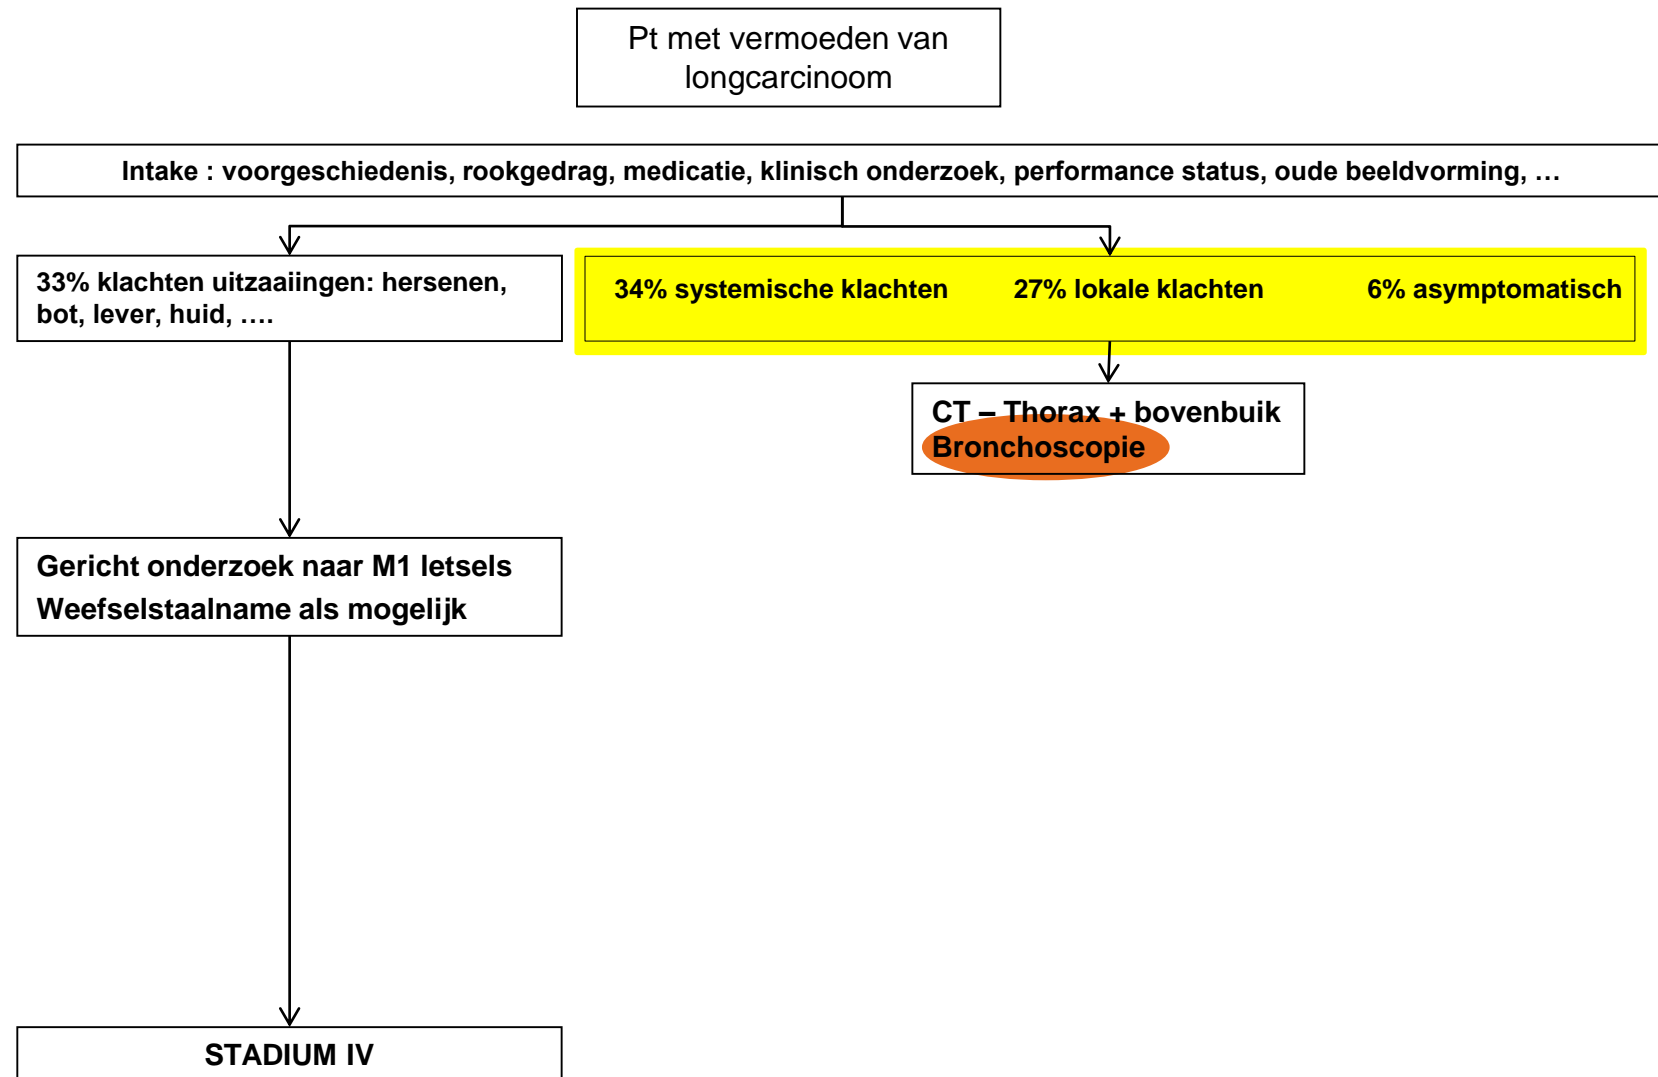 Pt met vermoeden van
longcarcinoom
Intake : voorgeschiedenis, rookgedrag, medicatie, klinisch onderzoek, performance status, oude beeldvorming, …
33% klachten uitzaaiingen: hersenen,
bot, lever, huid, ….
34% systemische klachten 27% lokale klachten 6% asymptomatisch
CT – Thorax + bovenbuik
Bronchoscopie
Gericht onderzoek naar M1 letsels
Weefselstaalname als mogelijk
STADIUM IV